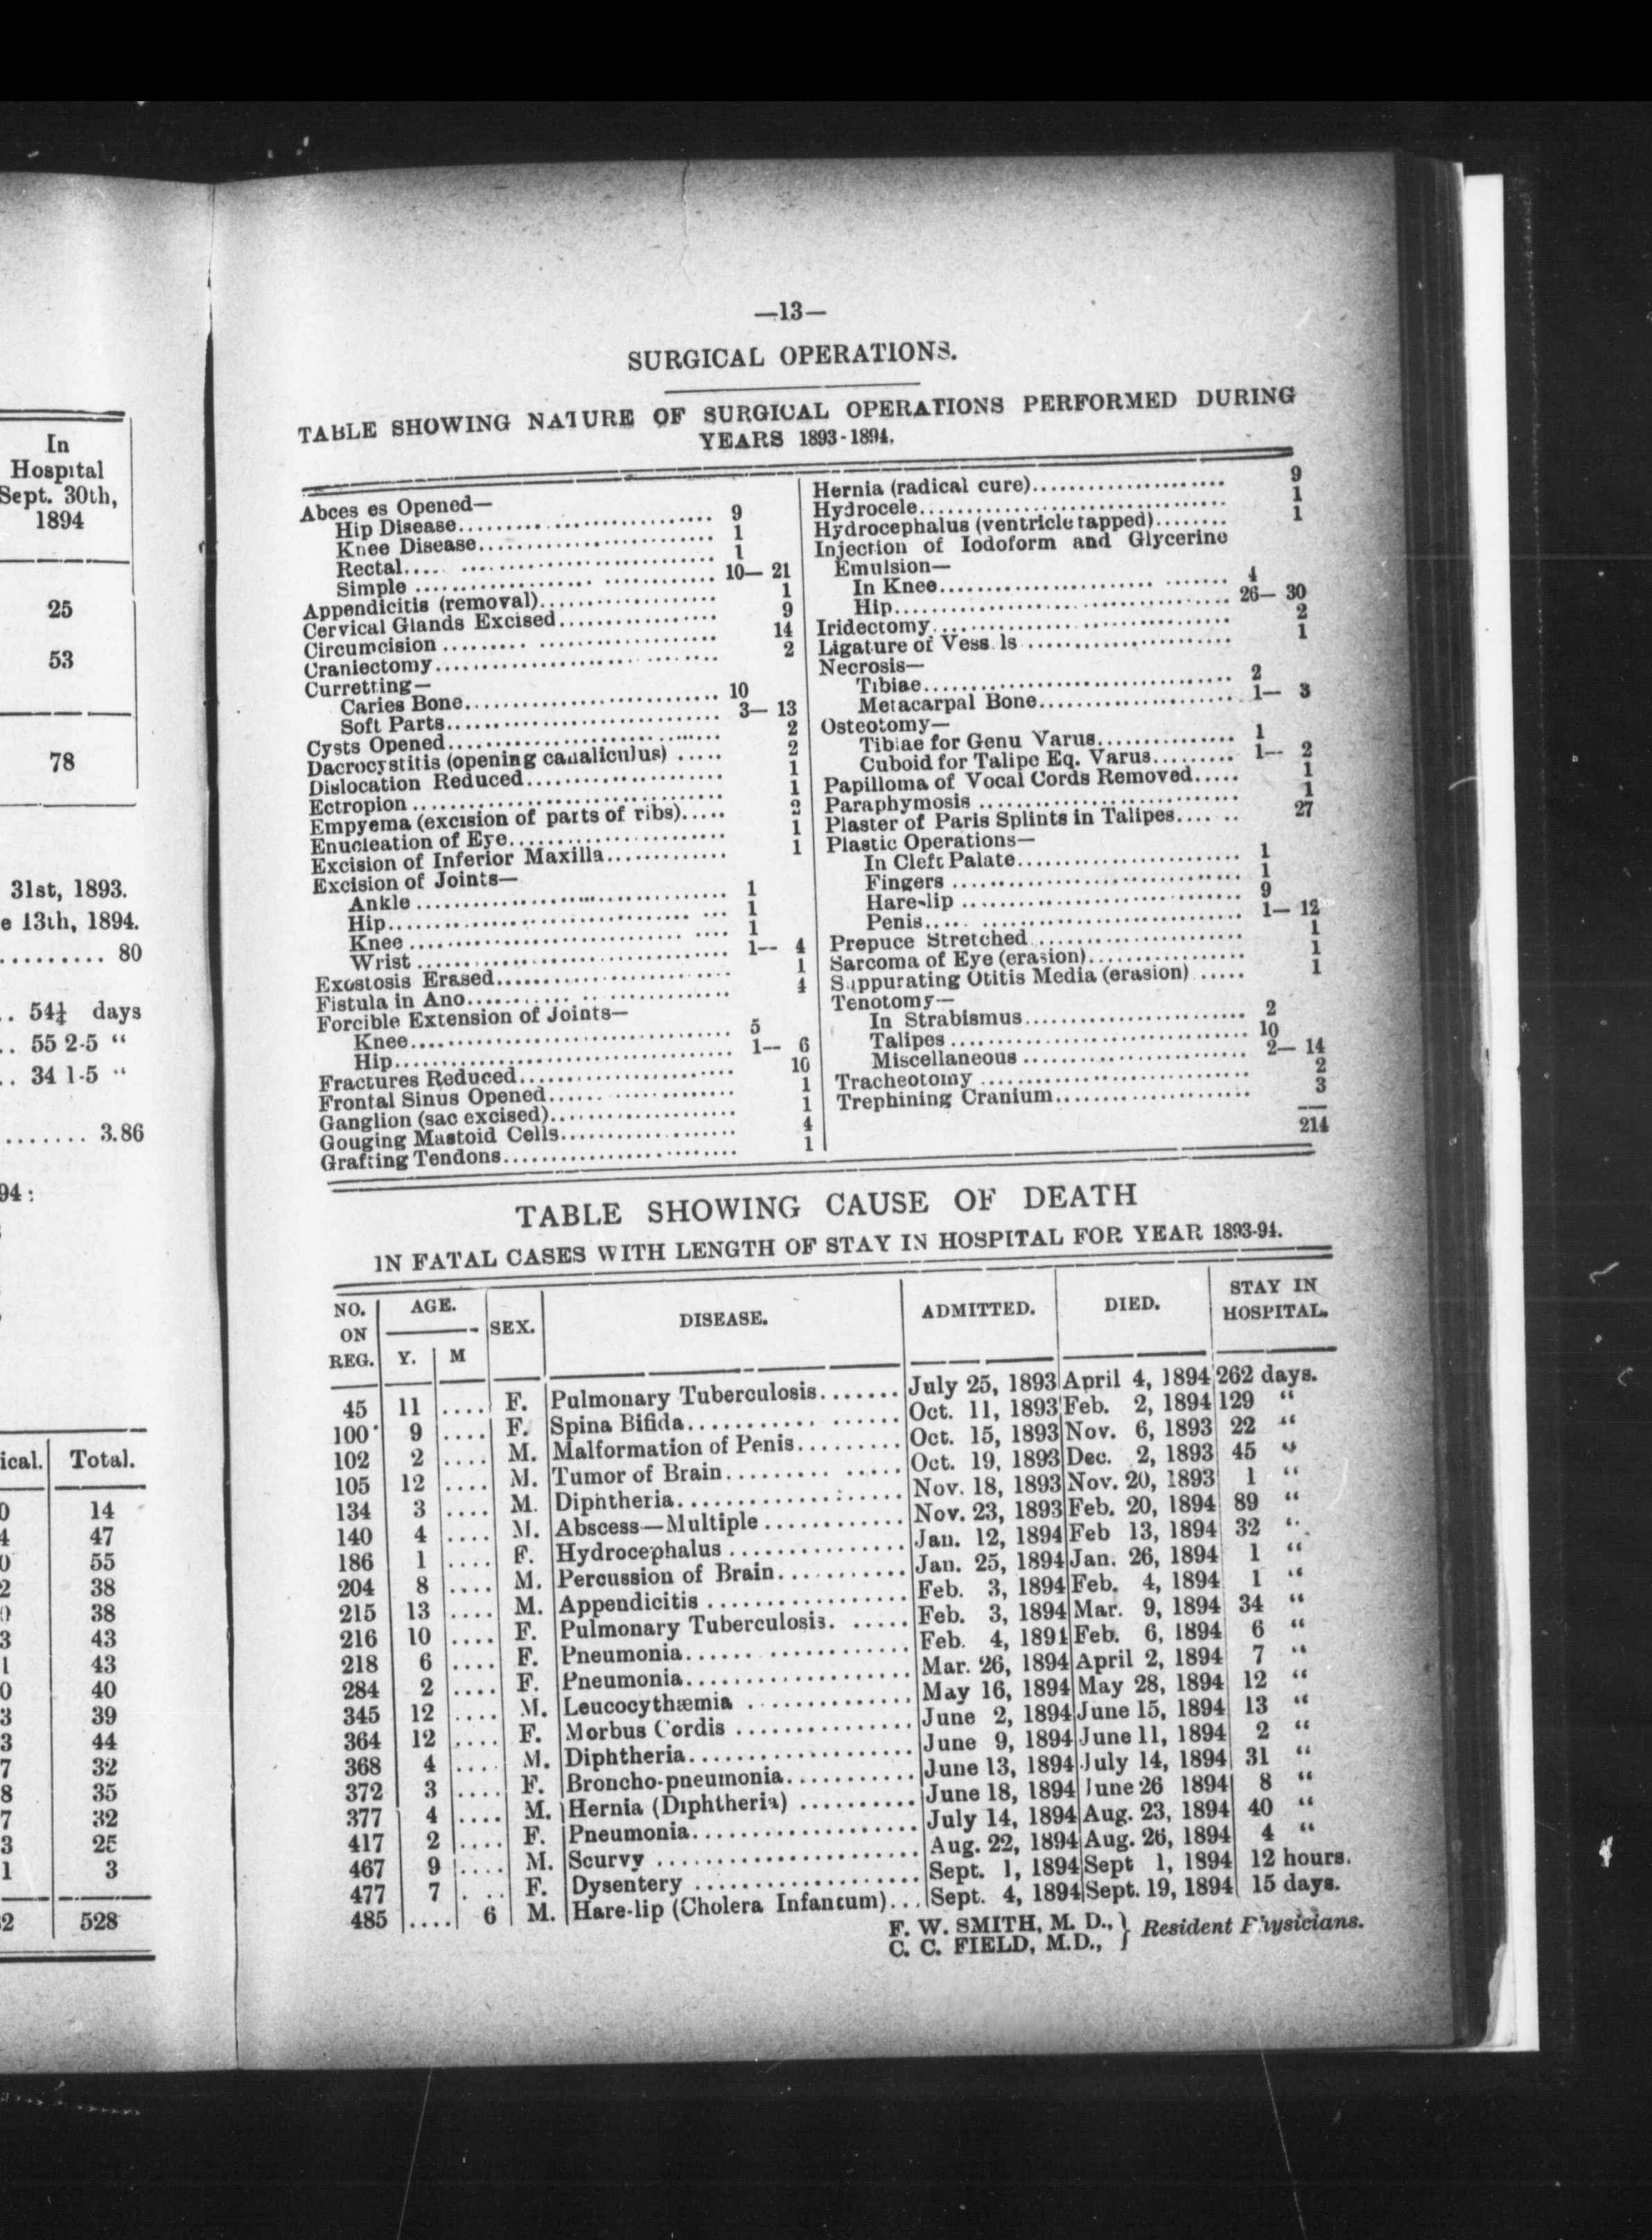 In
Hospital
Sept. 30th,
1894
25
53
78
31st, 1893.
e 13th, 1894.
......... 80
.. 54¼ days
.. 55 2-5 “
.. 34 1-5 “
....... 3.86
94 :
ical. Total.
0 14
4 47
0 55
2 38
0 38
3 43
1 43
0 40
3 39
3 44
7 32
8 35
7 32
3 25
1 3
2 528
—13—
SURGICAL OPERATIONS.
TABLE SHOWING NATURE OF SURGICAL OPERATIONS PERFORMED DURING
YEARS 1893-1894.
Abces es Opened—
Hip Disease........ 9
Knee Disease........ 1
Rectal........ 1
Simple ........ 10— 21
Appendicitis (removal)........ 1
Cervical Glands Excised........ 9
Circumcision ........ 14
Craniectomy........ 2
Curretting—
Caries Bone........ 10
Soft Parts........ 3— 13
Cysts Opened........ 2
Dacrocystitis (opening canaliculus) ..... 2
Dislocation Reduced........ 1
Ectropion ........ 1
Empyema (excision of parts of ribs)..... 2
Enucleation of Eye........ 1
Excision of Inferior Maxilla........ 1
Excision of Joints—
Ankle ........ 1
Hip........ 1
Knee ........ 1
Wrist ........ 1-- 4
Exostosis Erased........ 1
Fistula in Ano........ 4
Forcible Extension of Joints—
Knee........ 5
Hip........ 1-- 6
Fractures Reduced........ 10
Frontal Sinus Opened........ 1
Ganglion (sac excised)........ 1
Gouging Mastoid Cells........ 4
Grafting Tendons........ 1
Hernia (radical cure)........ 9
Hydrocele........ 1
Hydrocephalus (ventricle tapped)........ 1
Injection of Iodoform and Glycerine
Emulsion—
In Knee........ 4
Hip........ 26— 30
Iridectomy........ 2
Ligature of Vess ls ........ 1
Necrosis—
Tibiae........ 2
Metacarpal Bone........ 1— 3
Osteotomy—
Tibiae for Genu Varus........ 1
Cuboid for Talipe Eq. Varus........ 1-- 2
Papilloma of Vocal Cords Removed..... 1
Paraphymosis ........ 1
Plaster of Paris Splints in Talipes...... 27
Plastic Operations—
In Cleft Palate........ 1
Fingers ........ 1
Hare-lip ........ 9
Penis........ 1— 12
Prepuce Stretched ........ 1
Sarcoma of Eye (erasion)........ 1
Suppurating Otitis Media (erasion) ..... 1
Tenotomy—
In Strabismus........ 2
Talipes ........ 10
Miscellaneous ........ 2— 14
Tracheotomy ........ 2
Trephining Cranium........ 3
214
TABLE SHOWING CAUSE OF DEATH
IN FATAL CASES WITH LENGTH OF STAY IN HOSPITAL FOR YEAR 1893-94.
NO. ON REG. AGE. Y. M SEX. DISEASE. ADMITTED. DIED. STAY IN HOSPITAL.
45 11 .... F. Pulmonary Tuberculosis....... July 25, 1893 April 4, 1894 262 days.
100 9 .... F. Spina Bifida........ Oct. 11, 1893 Feb. 2, 1894 129 “
102 2 .... M. Malformation of Penis........ Oct. 15, 1893 Nov. 6, 1893 22 “
105 12 .... M. Tumor of Brain........ Oct. 19, 1893 Dec. 2, 1893 45 “
134 3 .... M. Diphtheria........ Nov. 18, 1893 Nov. 20, 1893 1 “
140 4 .... M. Abscess—Multiple ........ Nov. 23, 1893 Feb. 20, 1894 89 “
186 1 .... F. Hydrocephalus ........ Jan. 12, 1894 Feb 13, 1894 32 “
204 8 .... M. Percussion of Brain........ Jan. 25, 1894 Jan. 26, 1894 1 “
215 13 .... M. Appendicitis ........ Feb. 3, 1894 Feb. 4, 1894 1 “
216 10 .... F. Pulmonary Tuberculosis. ..... Feb. 3, 1894 Mar. 9, 1894 34 “
218 6 .... F. Pneumonia........ Feb. 4, 1894 Feb. 6, 1894 6 “
284 2 .... F. Pneumonia........ Mar. 26, 1894 April 2, 1894 7 “
345 12 .... M. Leucocythæmia ........ May 16, 1894 May 28, 1894 12 “
364 12 .... F. Morbus Cordis ........ June 2, 1894 June 15, 1894 13 “
368 4 .... M. Diphtheria........ June 9, 1894 June 11, 1894 2 “
372 3 .... F. Broncho-pneumonia........ June 13, 1894 July 14, 1894 31 “
377 4 .... M. Hernia (Diphtheria) ........ June 18, 1894 June 26 1894 8 “
417 2 .... F. Pneumonia........ July 14, 1894 Aug. 23, 1894 40 “
467 9 .... M. Scurvy ........ Aug. 22, 1894 Aug. 26, 1894 4 “
477 7 .... F. Dysentery ........ Sept. 1, 1894 Sept 1, 1894 12 hours.
485 .... 6 M. Hare-lip (Cholera Infantum)... Sept. 4, 1894 Sept. 19, 1894 15 days.
F. W. SMITH, M. D., } Resident Physicians.
C. C. FIELD, M.D., }